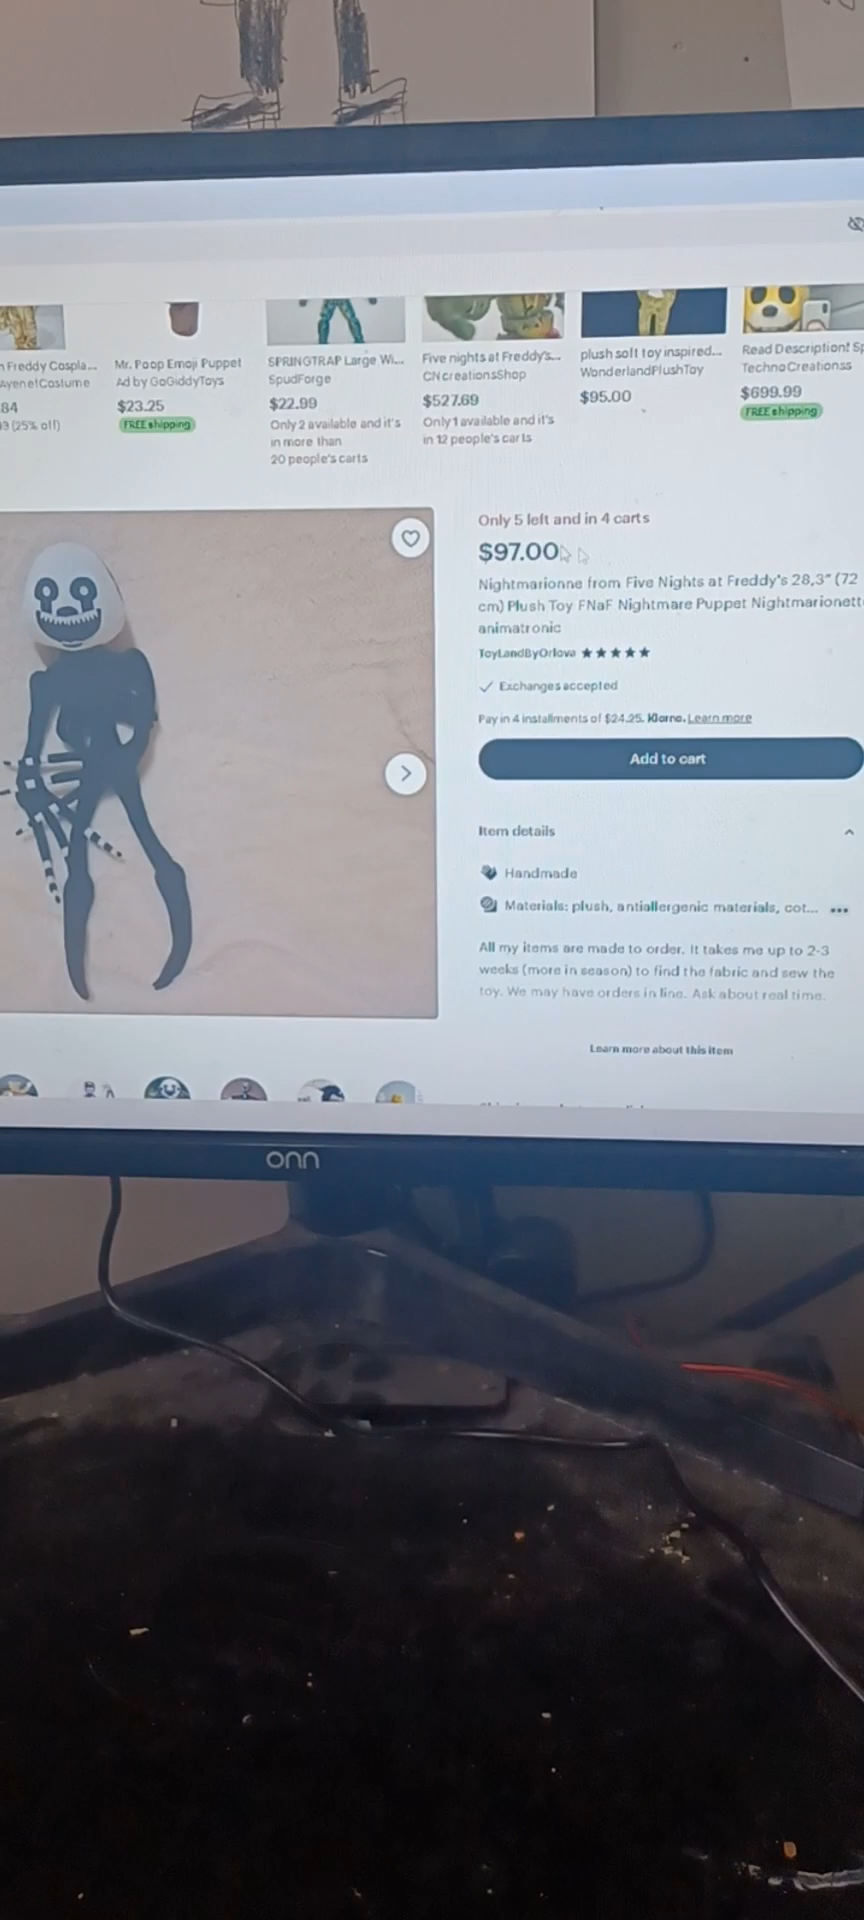 Freddy Cospla...
AyenetCostume
84
(25% off)
Mr. Poop Emoji Puppet
Ad by GoGiddyToys
$23.25
FREE shipping
SPRINGTRAP Large Wi...
SpudForge
$22.99
Only 2 available and it's
in more than
20 people's carts
Five nights at Freddy's...
CNcreationsShop
$527.69
Only 1 available and it's
in 12 people's carts
plush soft toy inspired...
WonderlandPlushToy
$95.00
Read Description! Sp
TechnoCreationss
$699.99
FREE shipping
Only 5 left and in 4 carts
$97.00
Nightmarionne from Five Nights at Freddy's 28,3" (72
cm) Plush Toy FNaF Nightmare Puppet Nightmarionett
animatronic
ToyLandByOrlova ★★★★★
Exchanges accepted
Pay in 4 installments of $24.25. Klarna. Learn more
Add to cart
Item details
Handmade
Materials: plush, antiallergenic materials, cot...
All my items are made to order. It takes me up to 2-3
weeks (more in season) to find the fabric and sew the
toy. We may have orders in line. Ask about real time.
Learn more about this item
onn